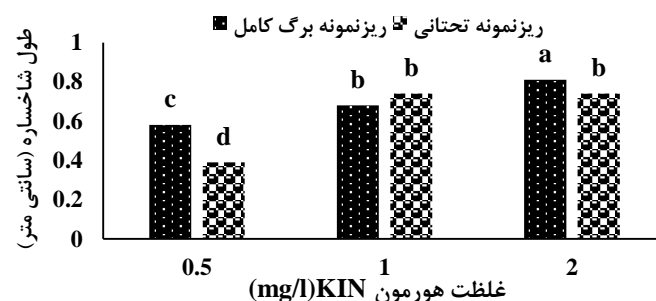 ریزنمونه برگ کامل ریزنمونه تحتانی
طول شاخساره (سانتی متر)
1
0.8
0.6
0.4
0.2
0
c
d
b
b
a
b
0.5
1
2
غلظت هورمون KIN(mg/l)